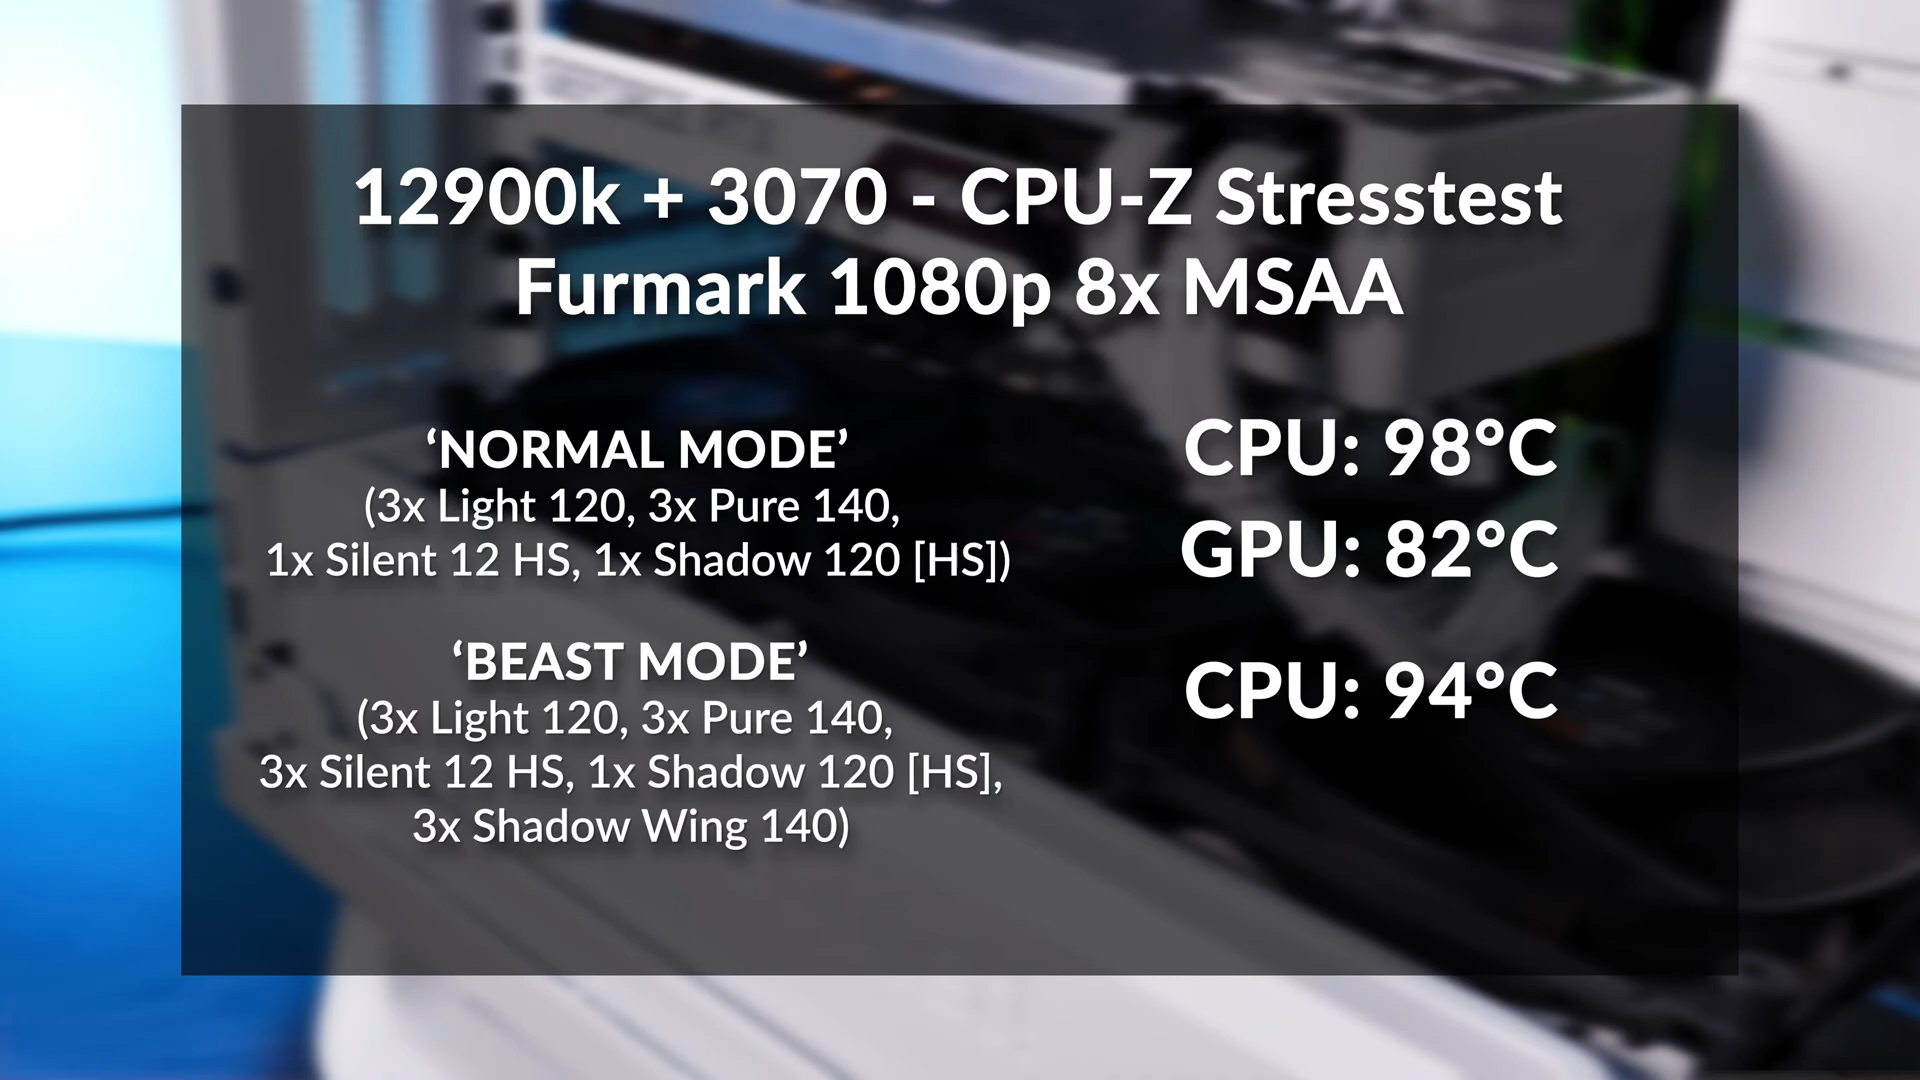 12900k + 3070 - CPU-Z Stresstest
Furmark 1080p 8x MSAA
‘NORMAL MODE’
(3x Light 120, 3x Pure 140,
1x Silent 12 HS, 1x Shadow 120 [HS])
CPU: 98°C
GPU: 82°C
‘BEAST MODE’
(3x Light 120, 3x Pure 140,
3x Silent 12 HS, 1x Shadow 120 [HS],
3x Shadow Wing 140)
CPU: 94°C